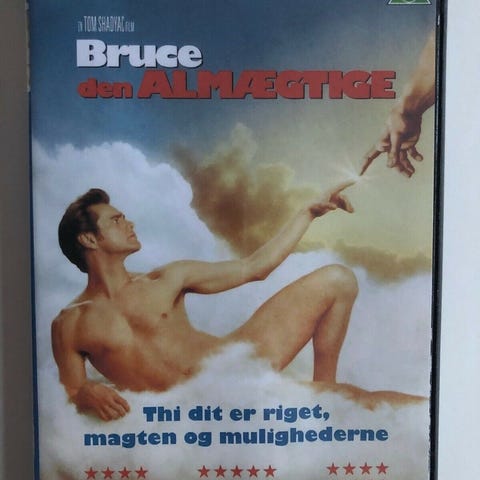 EN TOM SHADYAC FILM
Bruce
den ALMÆGTIGE
Thi dit er riget,
magten og mulighederne